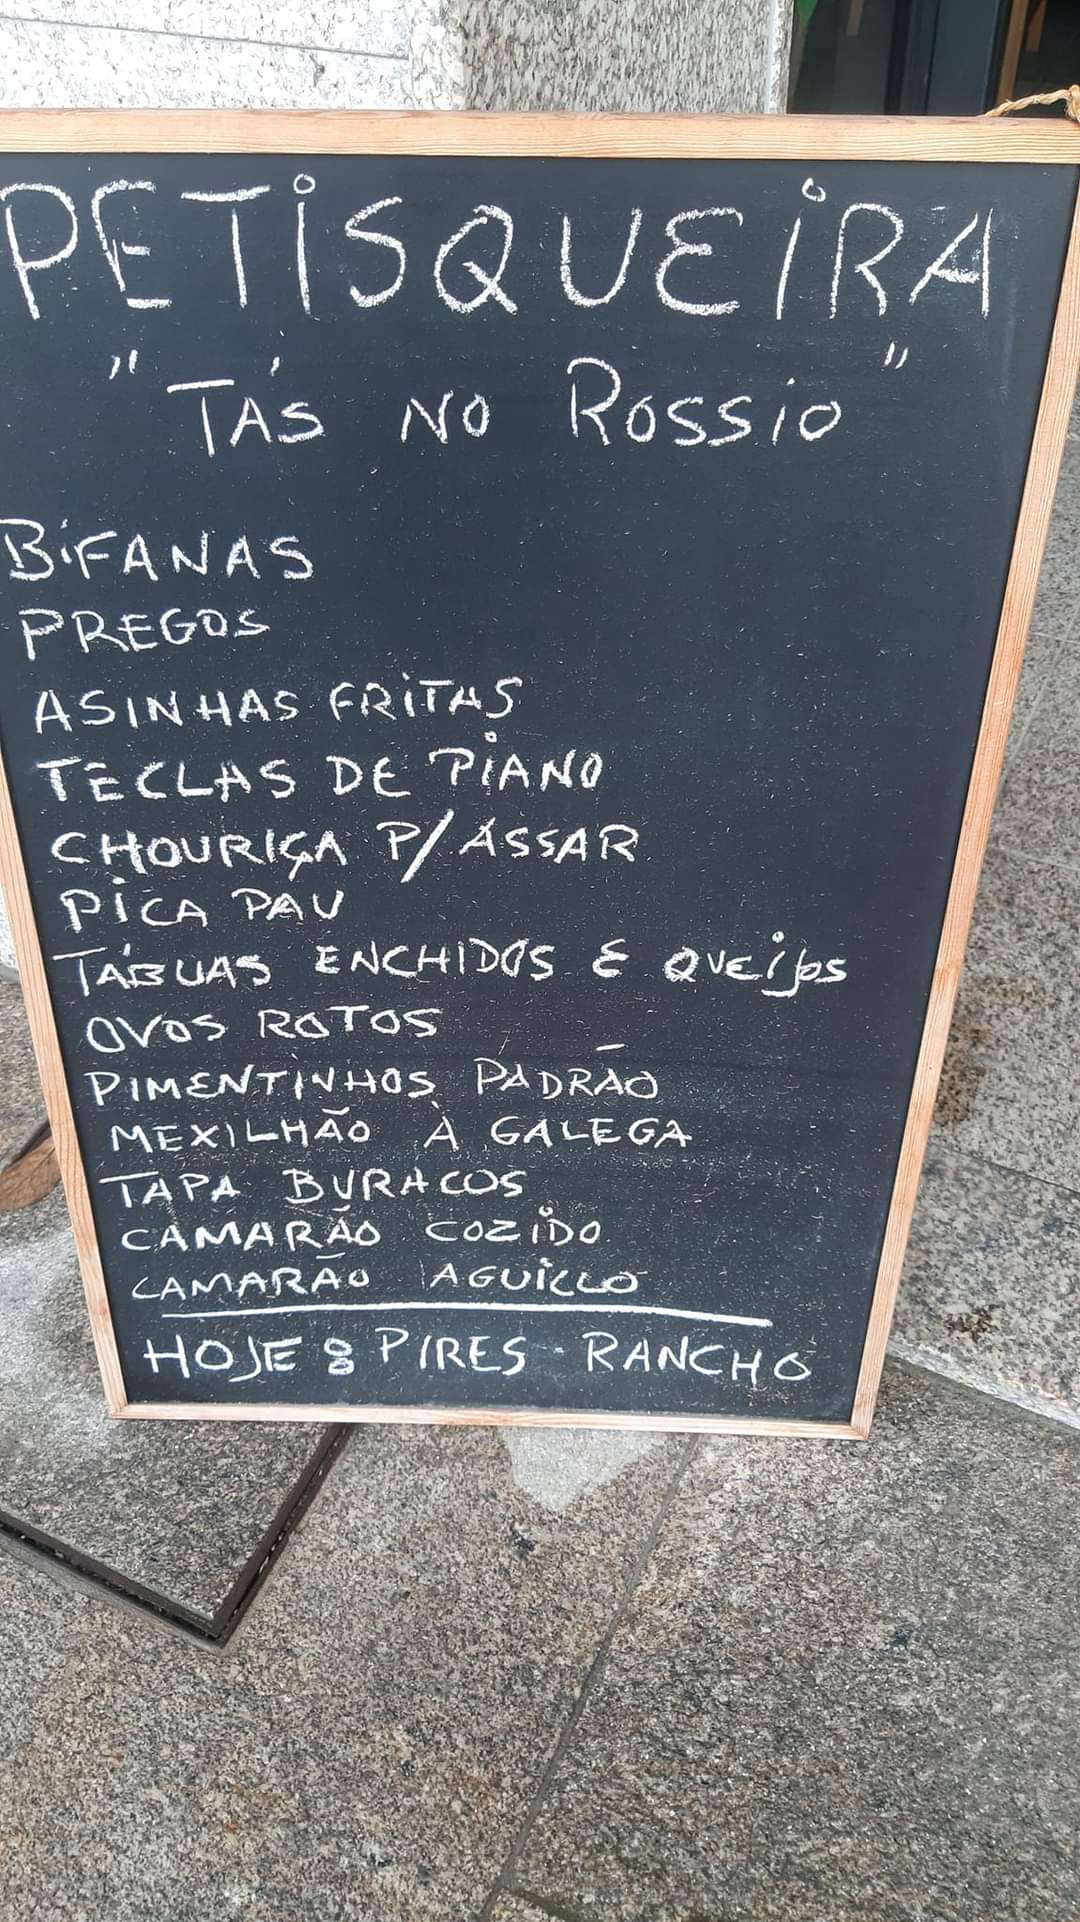 PETISQUEIRA
"TÁS NO ROSSIO"
BIFANAS
PREGOS
ASINHAS FRITAS
TECLAS DE PIANO
CHOURIÇA P/ ASSAR
PICA PAU
TÁBUAS ENCHIDOS E QUEIJOS
OVOS ROTOS
PIMENTINHOS PADRÃO
MEXILHÃO À GALEGA
TAPA BURACOS
CAMARÃO COZIDO
CAMARÃO AGUILLO
HOJE : PIRES - RANCHO